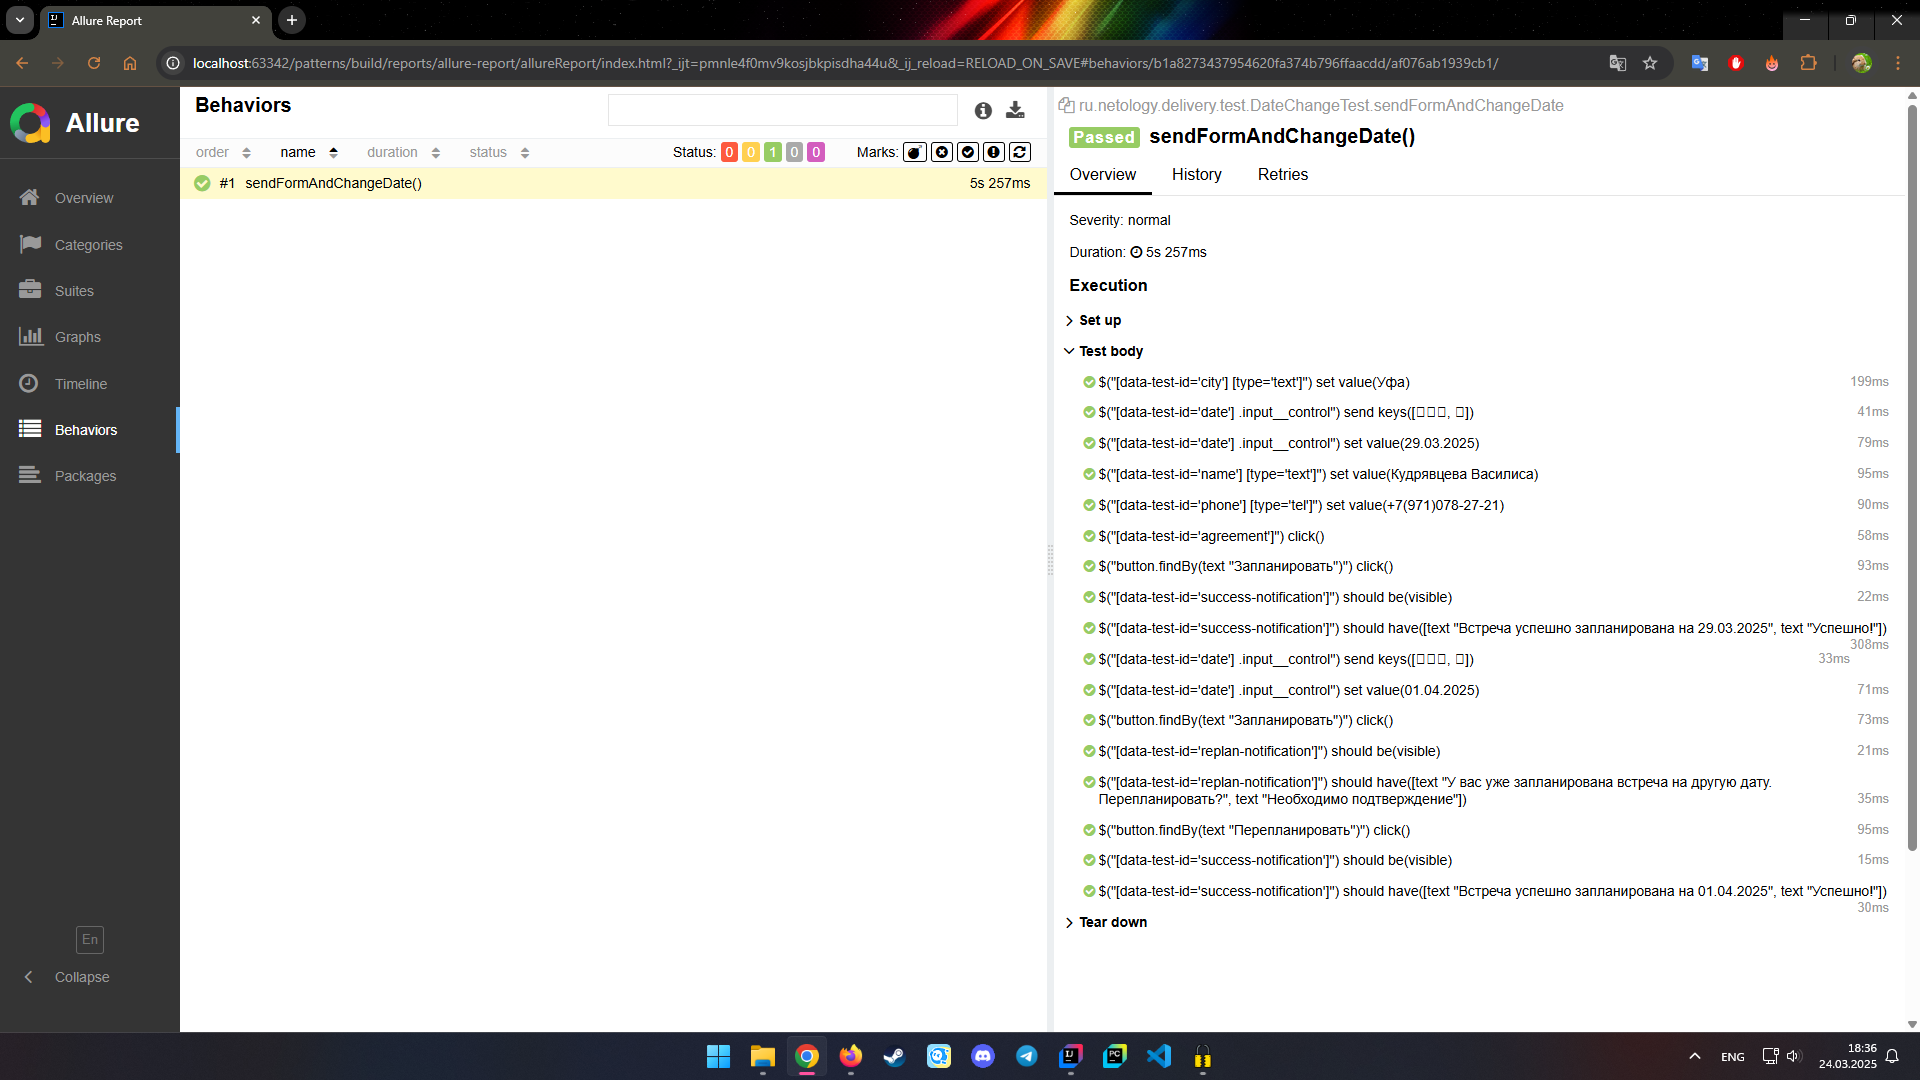 Allure Report
localhost:63342/patterns/build/reports/allure-report/allureReport/index.html?_ijt=pmnle4f0mv9kosjbkpisdha44u&_ij_reload=RELOAD_ON_SAVE#behaviors/b1a8273437954620fa374b796ffaacdd/af076ab1939cb1/
Allure
Overview
Categories
Suites
Graphs
Timeline
Behaviors
Packages
En
Collapse
Behaviors
order name duration status Status: 0 0 1 0 0 Marks:
#1 sendFormAndChangeDate() 5s 257ms
ru.netology.delivery.test.DateChangeTest.sendFormAndChangeDate
Passed sendFormAndChangeDate()
Overview History Retries
Severity: normal
Duration: 5s 257ms
Execution
Set up
Test body
$("[data-test-id='city'] [type='text']") set value(Уфа) 199ms
$("[data-test-id='date'] .input__control") send keys([▯▯▯, ▯]) 41ms
$("[data-test-id='date'] .input__control") set value(29.03.2025) 79ms
$("[data-test-id='name'] [type='text']") set value(Кудрявцева Василиса) 95ms
$("[data-test-id='phone'] [type='tel']") set value(+7(971)078-27-21) 90ms
$("[data-test-id='agreement']") click() 58ms
$("button.findBy(text "Запланировать")") click() 93ms
$("[data-test-id='success-notification']") should be(visible) 22ms
$("[data-test-id='success-notification']") should have([text "Встреча успешно запланирована на 29.03.2025", text "Успешно!"])
308ms
$("[data-test-id='date'] .input__control") send keys([▯▯▯, ▯]) 33ms
$("[data-test-id='date'] .input__control") set value(01.04.2025) 71ms
$("button.findBy(text "Запланировать")") click() 73ms
$("[data-test-id='replan-notification']") should be(visible) 21ms
$("[data-test-id='replan-notification']") should have([text "У вас уже запланирована встреча на другую дату.
Перепланировать?", text "Необходимо подтверждение"]) 35ms
$("button.findBy(text "Перепланировать")") click() 95ms
$("[data-test-id='success-notification']") should be(visible) 15ms
$("[data-test-id='success-notification']") should have([text "Встреча успешно запланирована на 01.04.2025", text "Успешно!"])
30ms
Tear down
ENG
18:36
24.03.2025